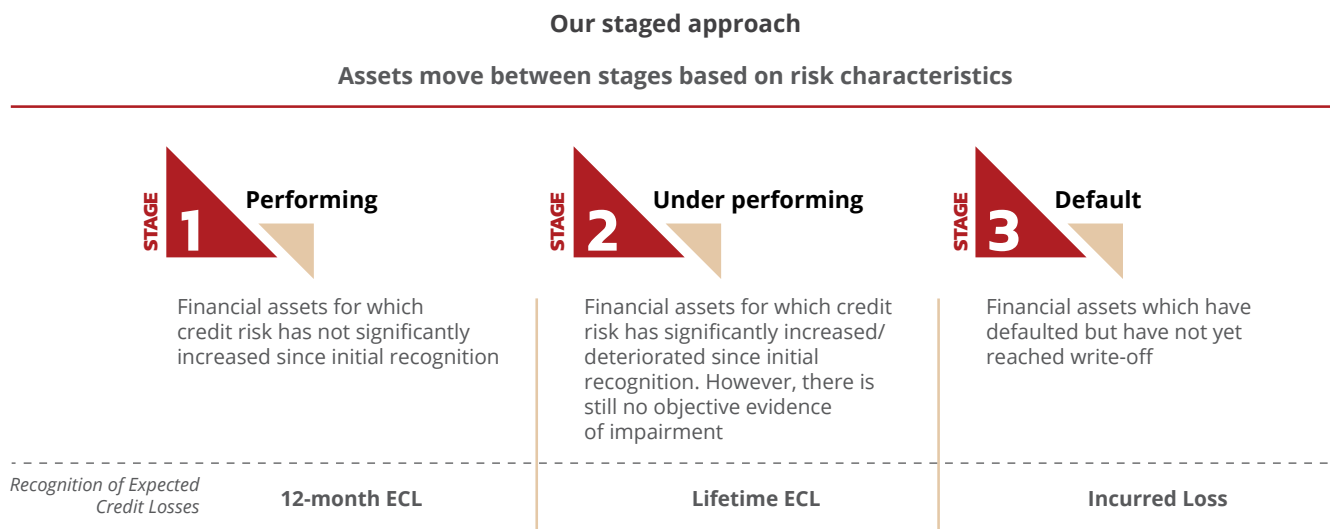 Our staged approach
Assets move between stages based on risk characteristics
STAGE
1
Performing
Financial assets for which
credit risk has not significantly
increased since initial recognition
STAGE
2
Under performing
Financial assets for which credit
risk has significantly increased/
deteriorated since initial
recognition. However, there is
still no objective evidence
of impairment
STAGE
3
Default
Financial assets which have
defaulted but have not yet
reached write-off
Recognition of Expected
Credit Losses
12-month ECL
Lifetime ECL
Incurred Loss